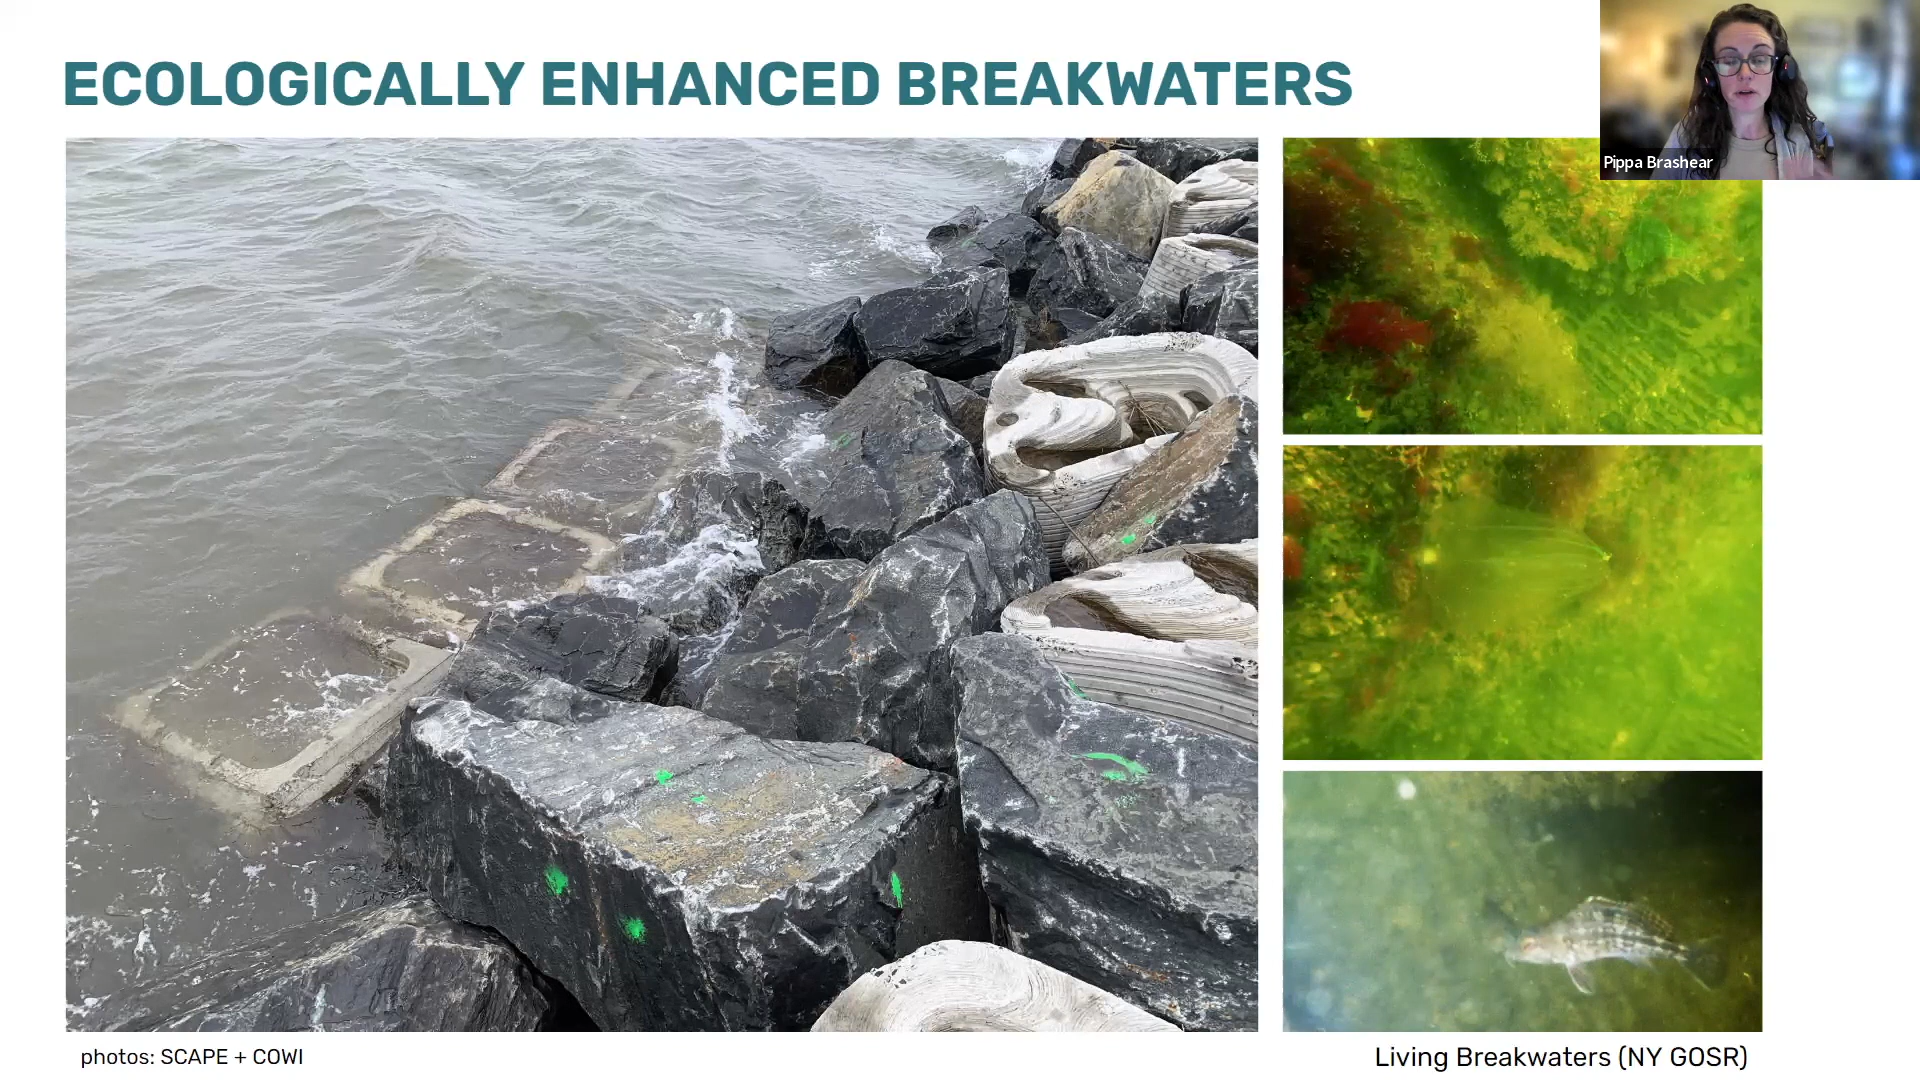 ECOLOGICALLY ENHANCED BREAKWATERS
Pippa Brashear
photos: SCAPE + COWI
Living Breakwaters (NY GOSR)